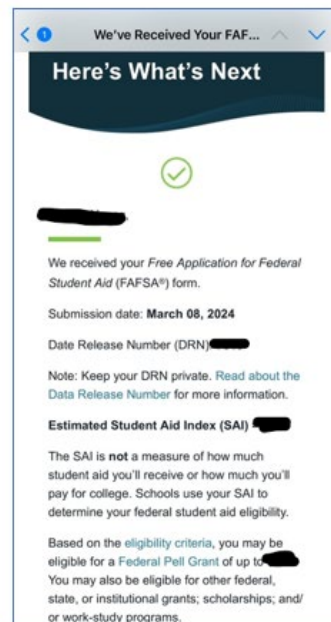 1
We've Received Your FAF...
Here's What's Next
We received your Free Application for Federal
Student Aid (FAFSA®) form.
Submission date: March 08, 2024
Date Release Number (DRN)
Note: Keep your DRN private. Read about the
Data Release Number for more information.
Estimated Student Aid Index (SAI)
The SAI is not a measure of how much
student aid you'll receive or how much you'll
pay for college. Schools use your SAI to
determine your federal student aid eligibility.
Based on the eligibility criteria, you may be
eligible for a Federal Pell Grant of up to
You may also be eligible for other federal,
state, or institutional grants; scholarships; and/
or work-study programs.